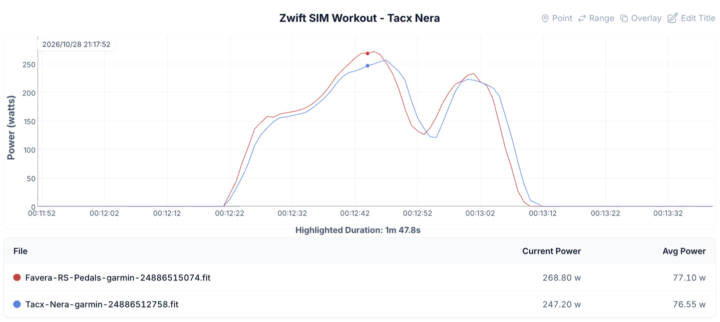 Zwift SIM Workout - Tacx Nera
Point Range Overlay Edit Title
2026/10/28 21:17:52
Power (watts)
250
200
150
100
50
0
00:11:52 00:12:02 00:12:12 00:12:22 00:12:32 00:12:42 00:12:52 00:13:02 00:13:12 00:13:22 00:13:32
Highlighted Duration: 1m 47.8s
File Current Power Avg Power
Favera-RS-Pedals-garmin-24886515074.fit 268.80 w 77.10 w
Tacx-Nera-garmin-24886512758.fit 247.20 w 76.55 w